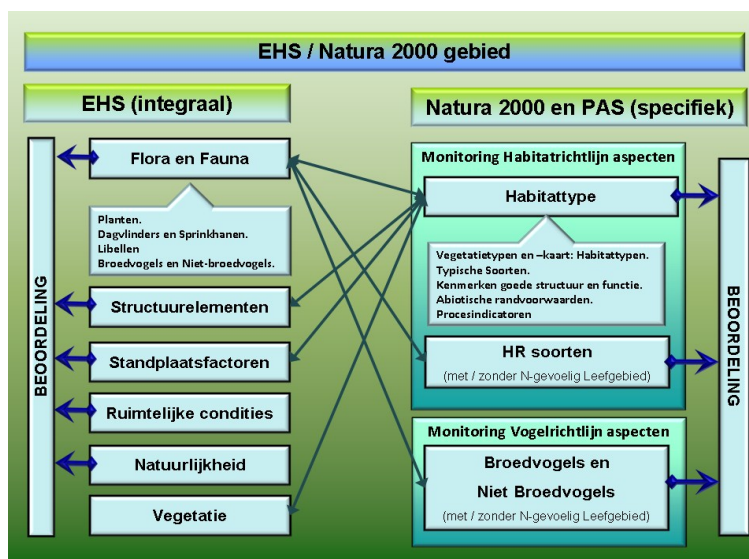 EHS / Natura 2000 gebied
EHS (integraal)
BEOORDELING
Flora en Fauna
Planten.
Dagvlinders en Sprinkhanen.
Libellen
Broedvogels en Niet-broedvogels.
Structuurelementen
Standplaatsfactoren
Ruimtelijke condities
Natuurlijkheid
Vegetatie
Natura 2000 en PAS (specifiek)
Monitoring Habitatrichtlijn aspecten
Habitattype
Vegetatietypen en –kaart: Habitattypen.
Typische Soorten.
Kenmerken goede structuur en functie.
Abiotische randvoorwaarden.
Procesindicatoren
HR soorten
(met / zonder N-gevoelig Leefgebied)
Monitoring Vogelrichtlijn aspecten
Broedvogels en
Niet Broedvogels
(met / zonder N-gevoelig Leefgebied)
BEOORDELING